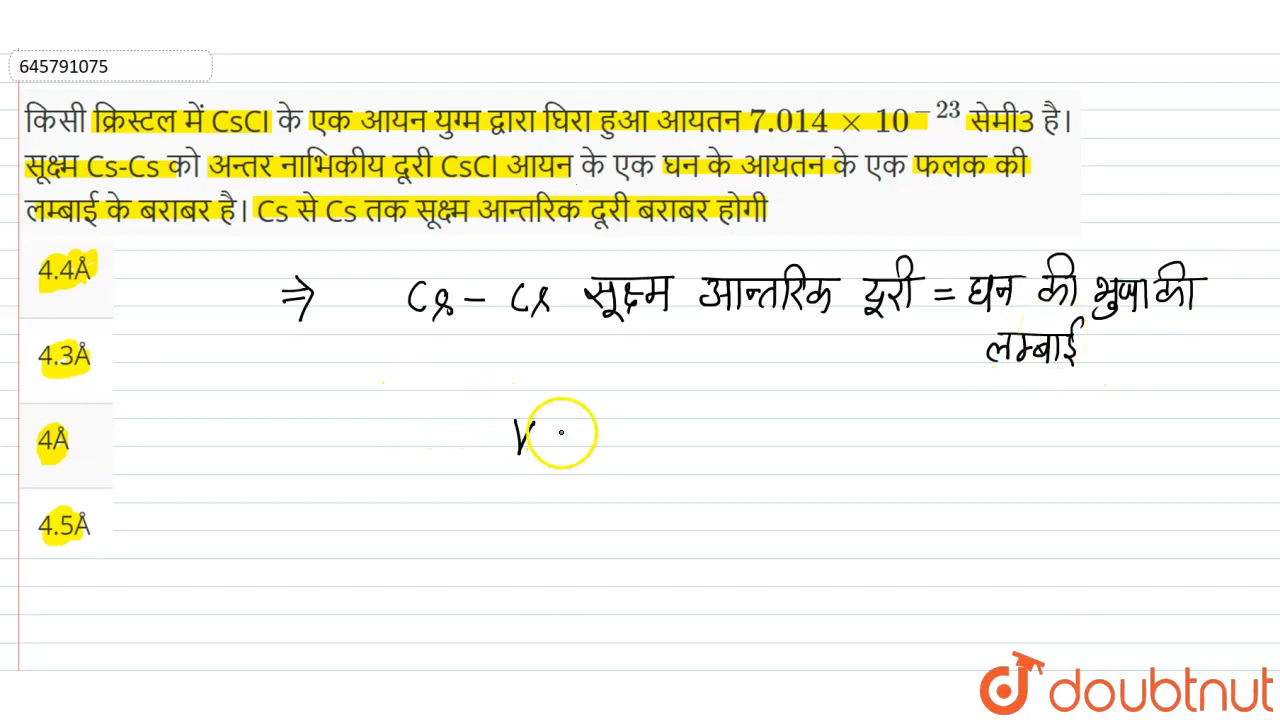 645791075
किसी क्रिस्टल में CsCl के एक आयन युग्म द्वारा घिरा हुआ आयतन 7.014 × 10⁻²³ सेमी3 है।
सूक्ष्म Cs-Cs को अन्तर नाभिकीय दूरी CsCl आयन के एक घन के आयतन के एक फलक की
लम्बाई के बराबर है। Cs से Cs तक सूक्ष्म आन्तरिक दूरी बराबर होगी
4.4Å
⇒ Cs - Cs सूक्ष्म आन्तरिक दूरी = घन की भुजा की
लम्बाई
4.3Å
V
4Å
4.5Å
doubtnut